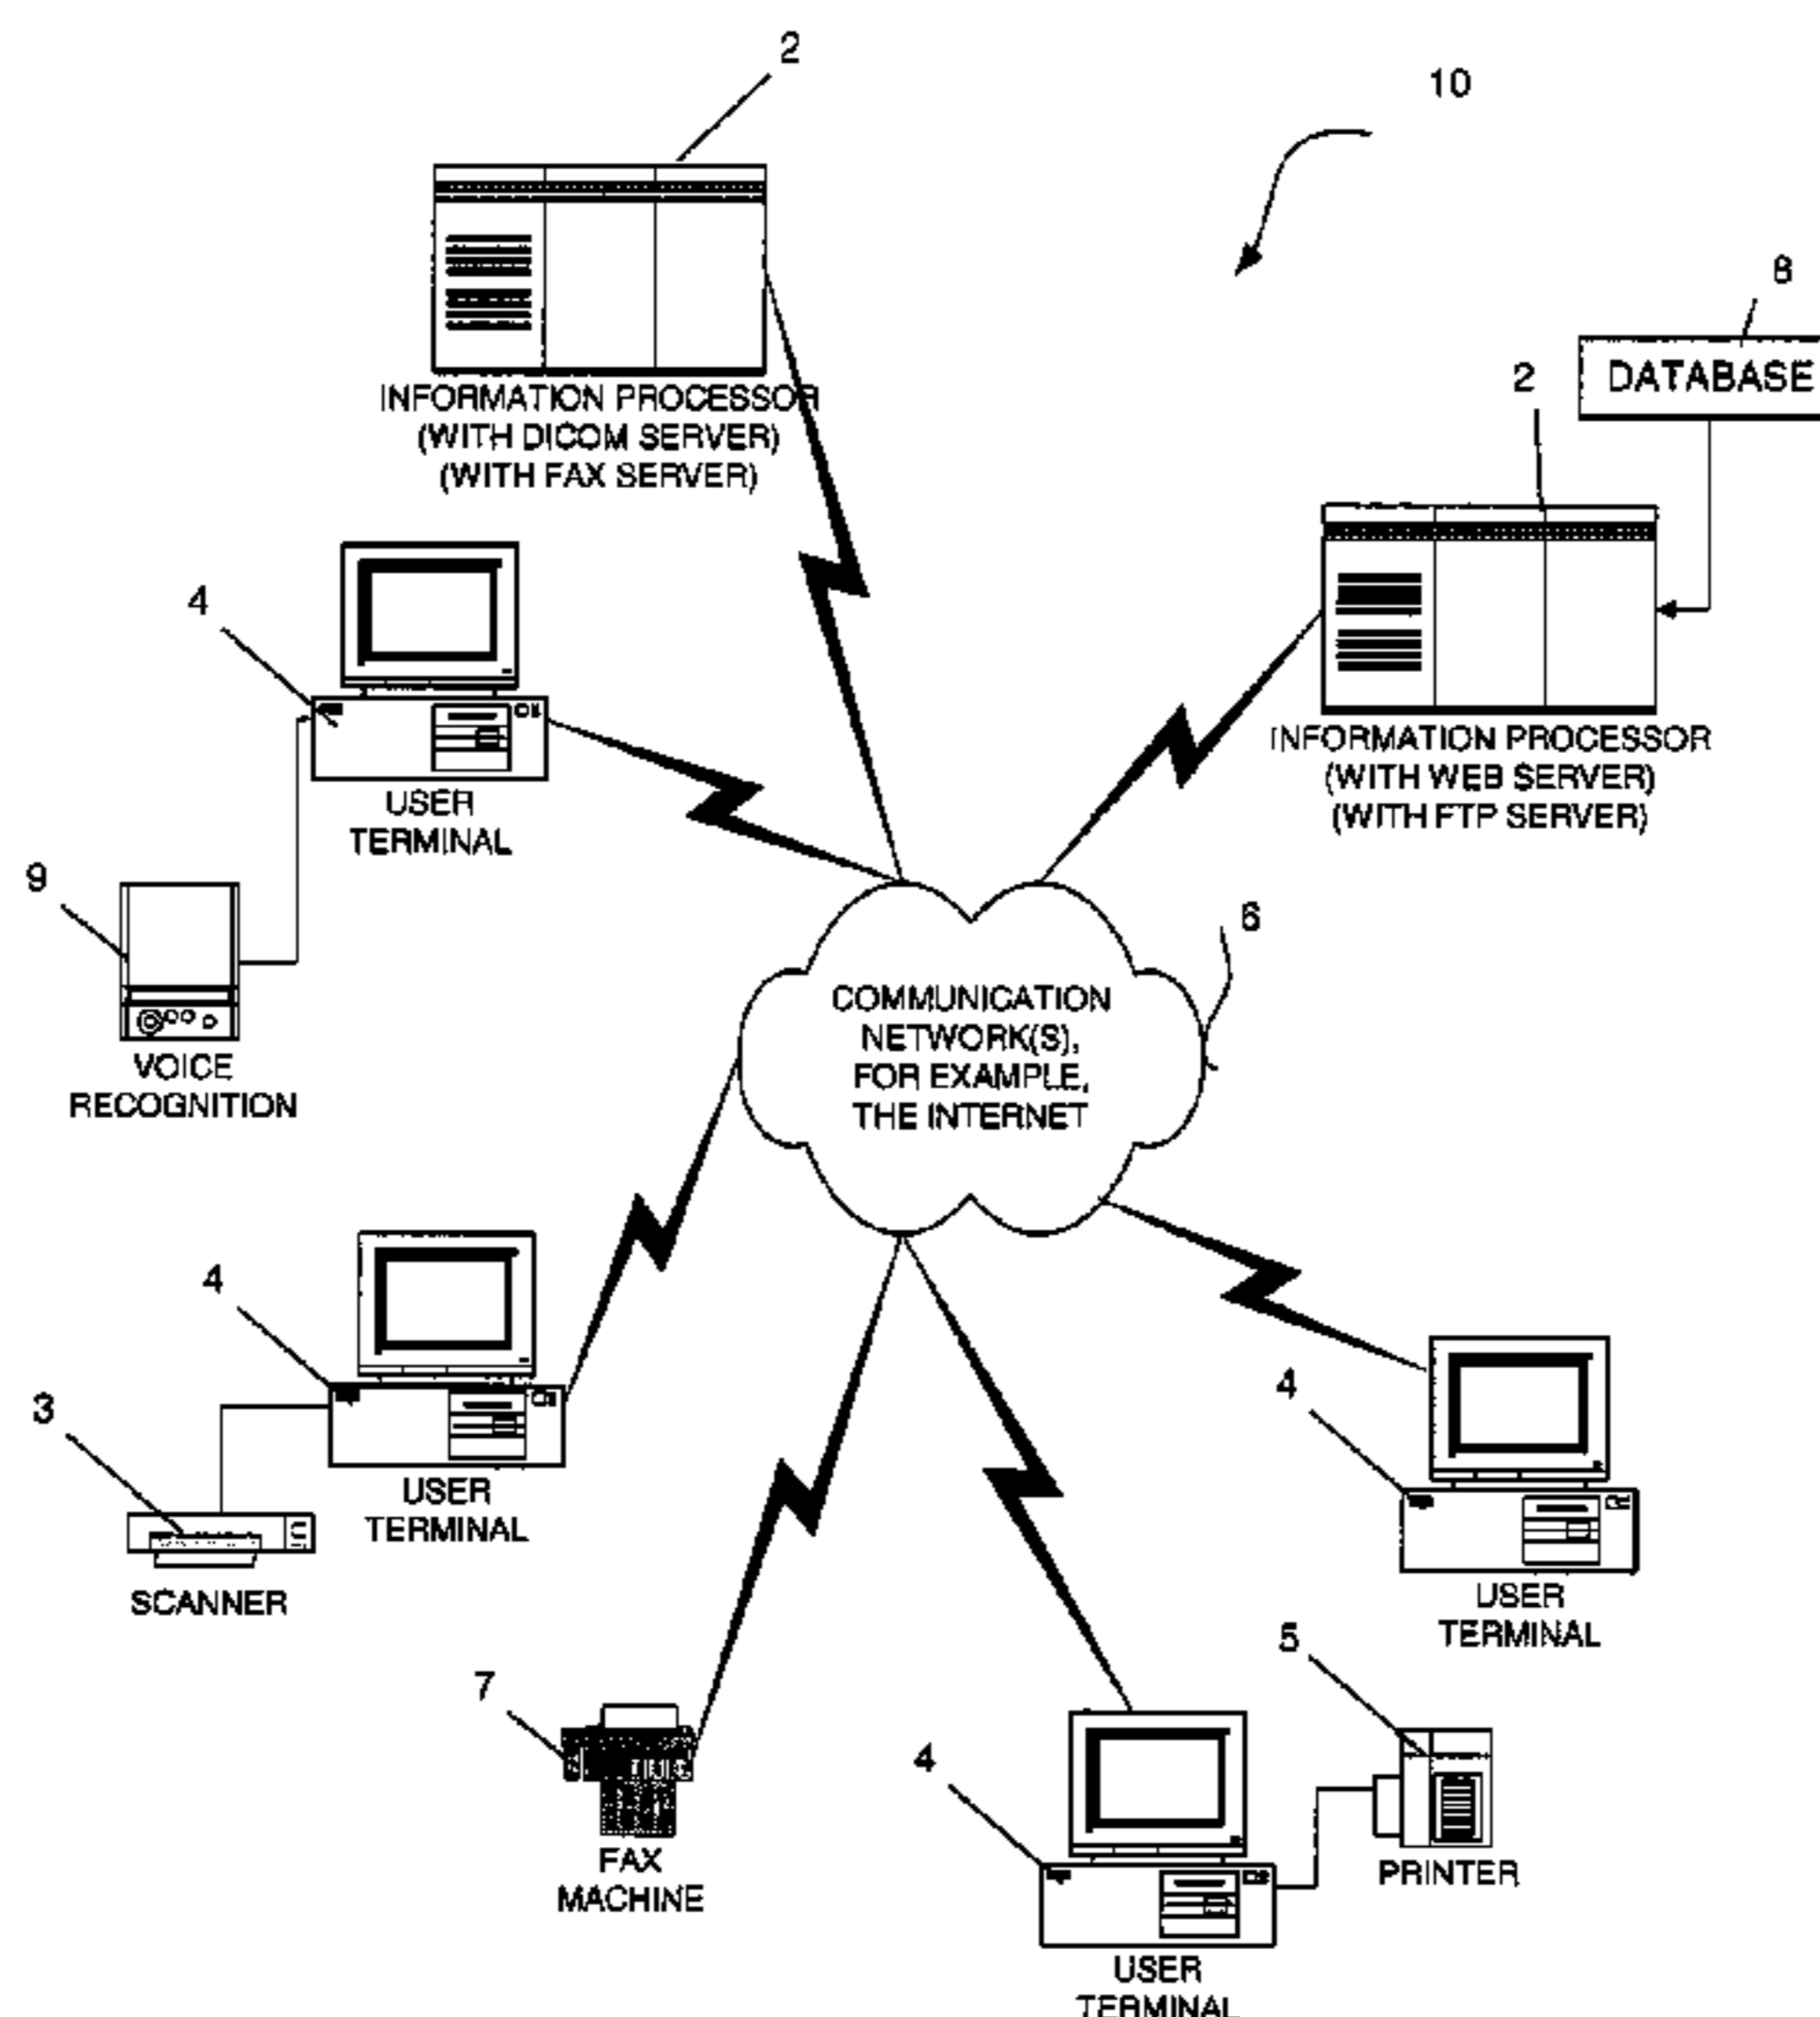 2
10
8
DATABASE
2
INFORMATION PROCESSOR
(WITH DICOM SERVER)
(WITH FAX SERVER)
4
USER
TERMINAL
INFORMATION PROCESSOR
(WITH WEB SERVER)
(WITH FTP SERVER)
9
VOICE
RECOGNITION
6
COMMUNICATION
NETWORK(S),
FOR EXAMPLE,
THE INTERNET
4
USER
TERMINAL
3
SCANNER
4
USER
TERMINAL
7
FAX
MACHINE
4
USER
TERMINAL
5
PRINTER